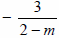 − 3/(2 − m)